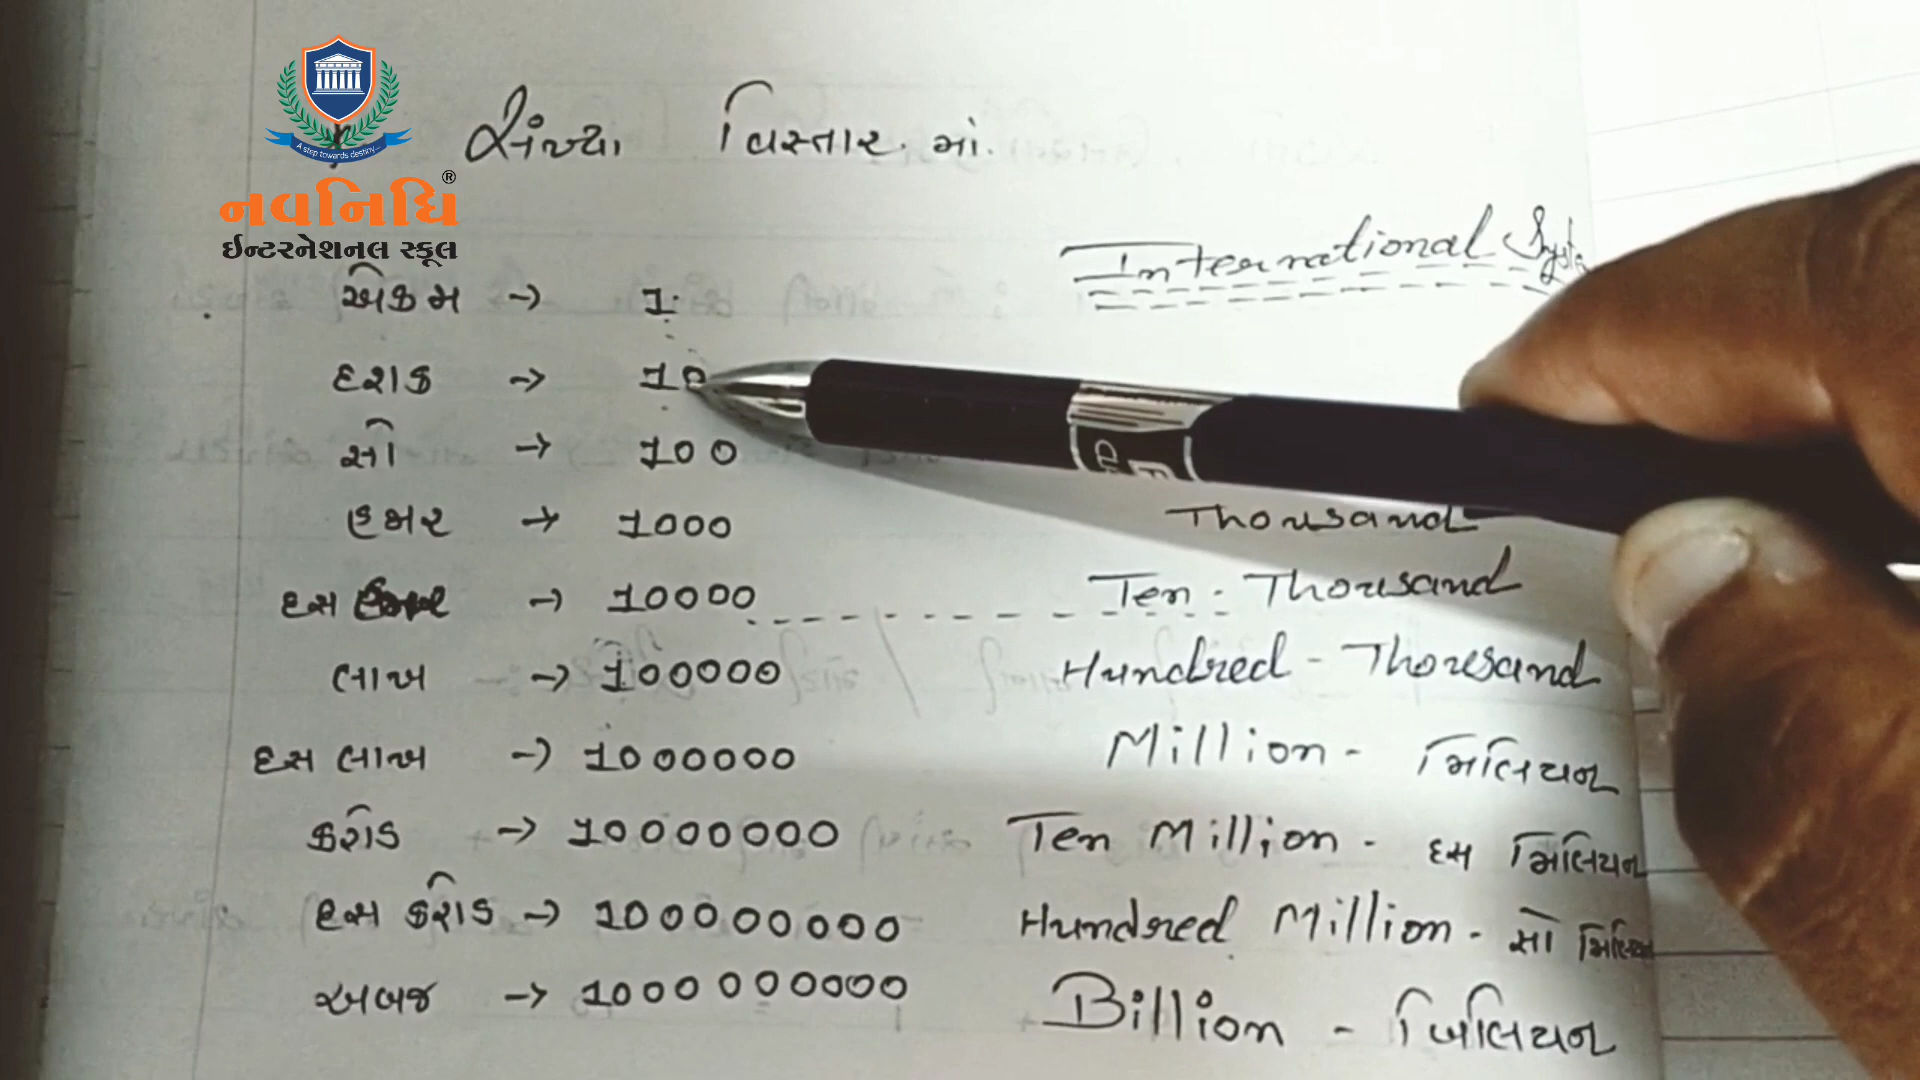 A step towards destiny...
નવનિધિ ®
ઈન્ટરનેશનલ સ્કૂલ
સંખ્યા વિસ્તાર માં.
International
એકમ → 1
દશક → 10
સો → 100
હજાર → 1000 Thousand
દસ હજાર → 10000 Ten - Thousand
લાખ → 100000 Hundred - Thousand
દસ લાખ → 1000000 Million - મિલિયન
કરોડ → 10000000 Ten Million - દસ મિલિયન
દસ કરોડ → 100000000 Hundred Million - સો મિલિયન
અબજ → 1000000000 Billion - બિલિયન